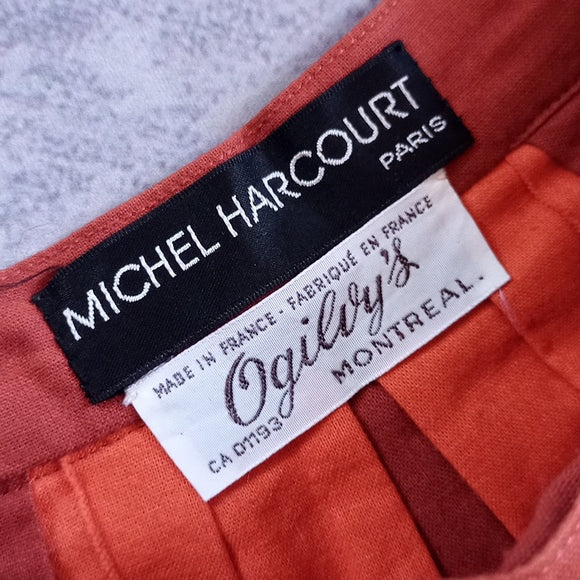 MICHEL HARCOURT
PARIS
MADE IN FRANCE - FABRIQUÉ EN FRANCE
Ogilvy's
MONTREAL.
CA 01193